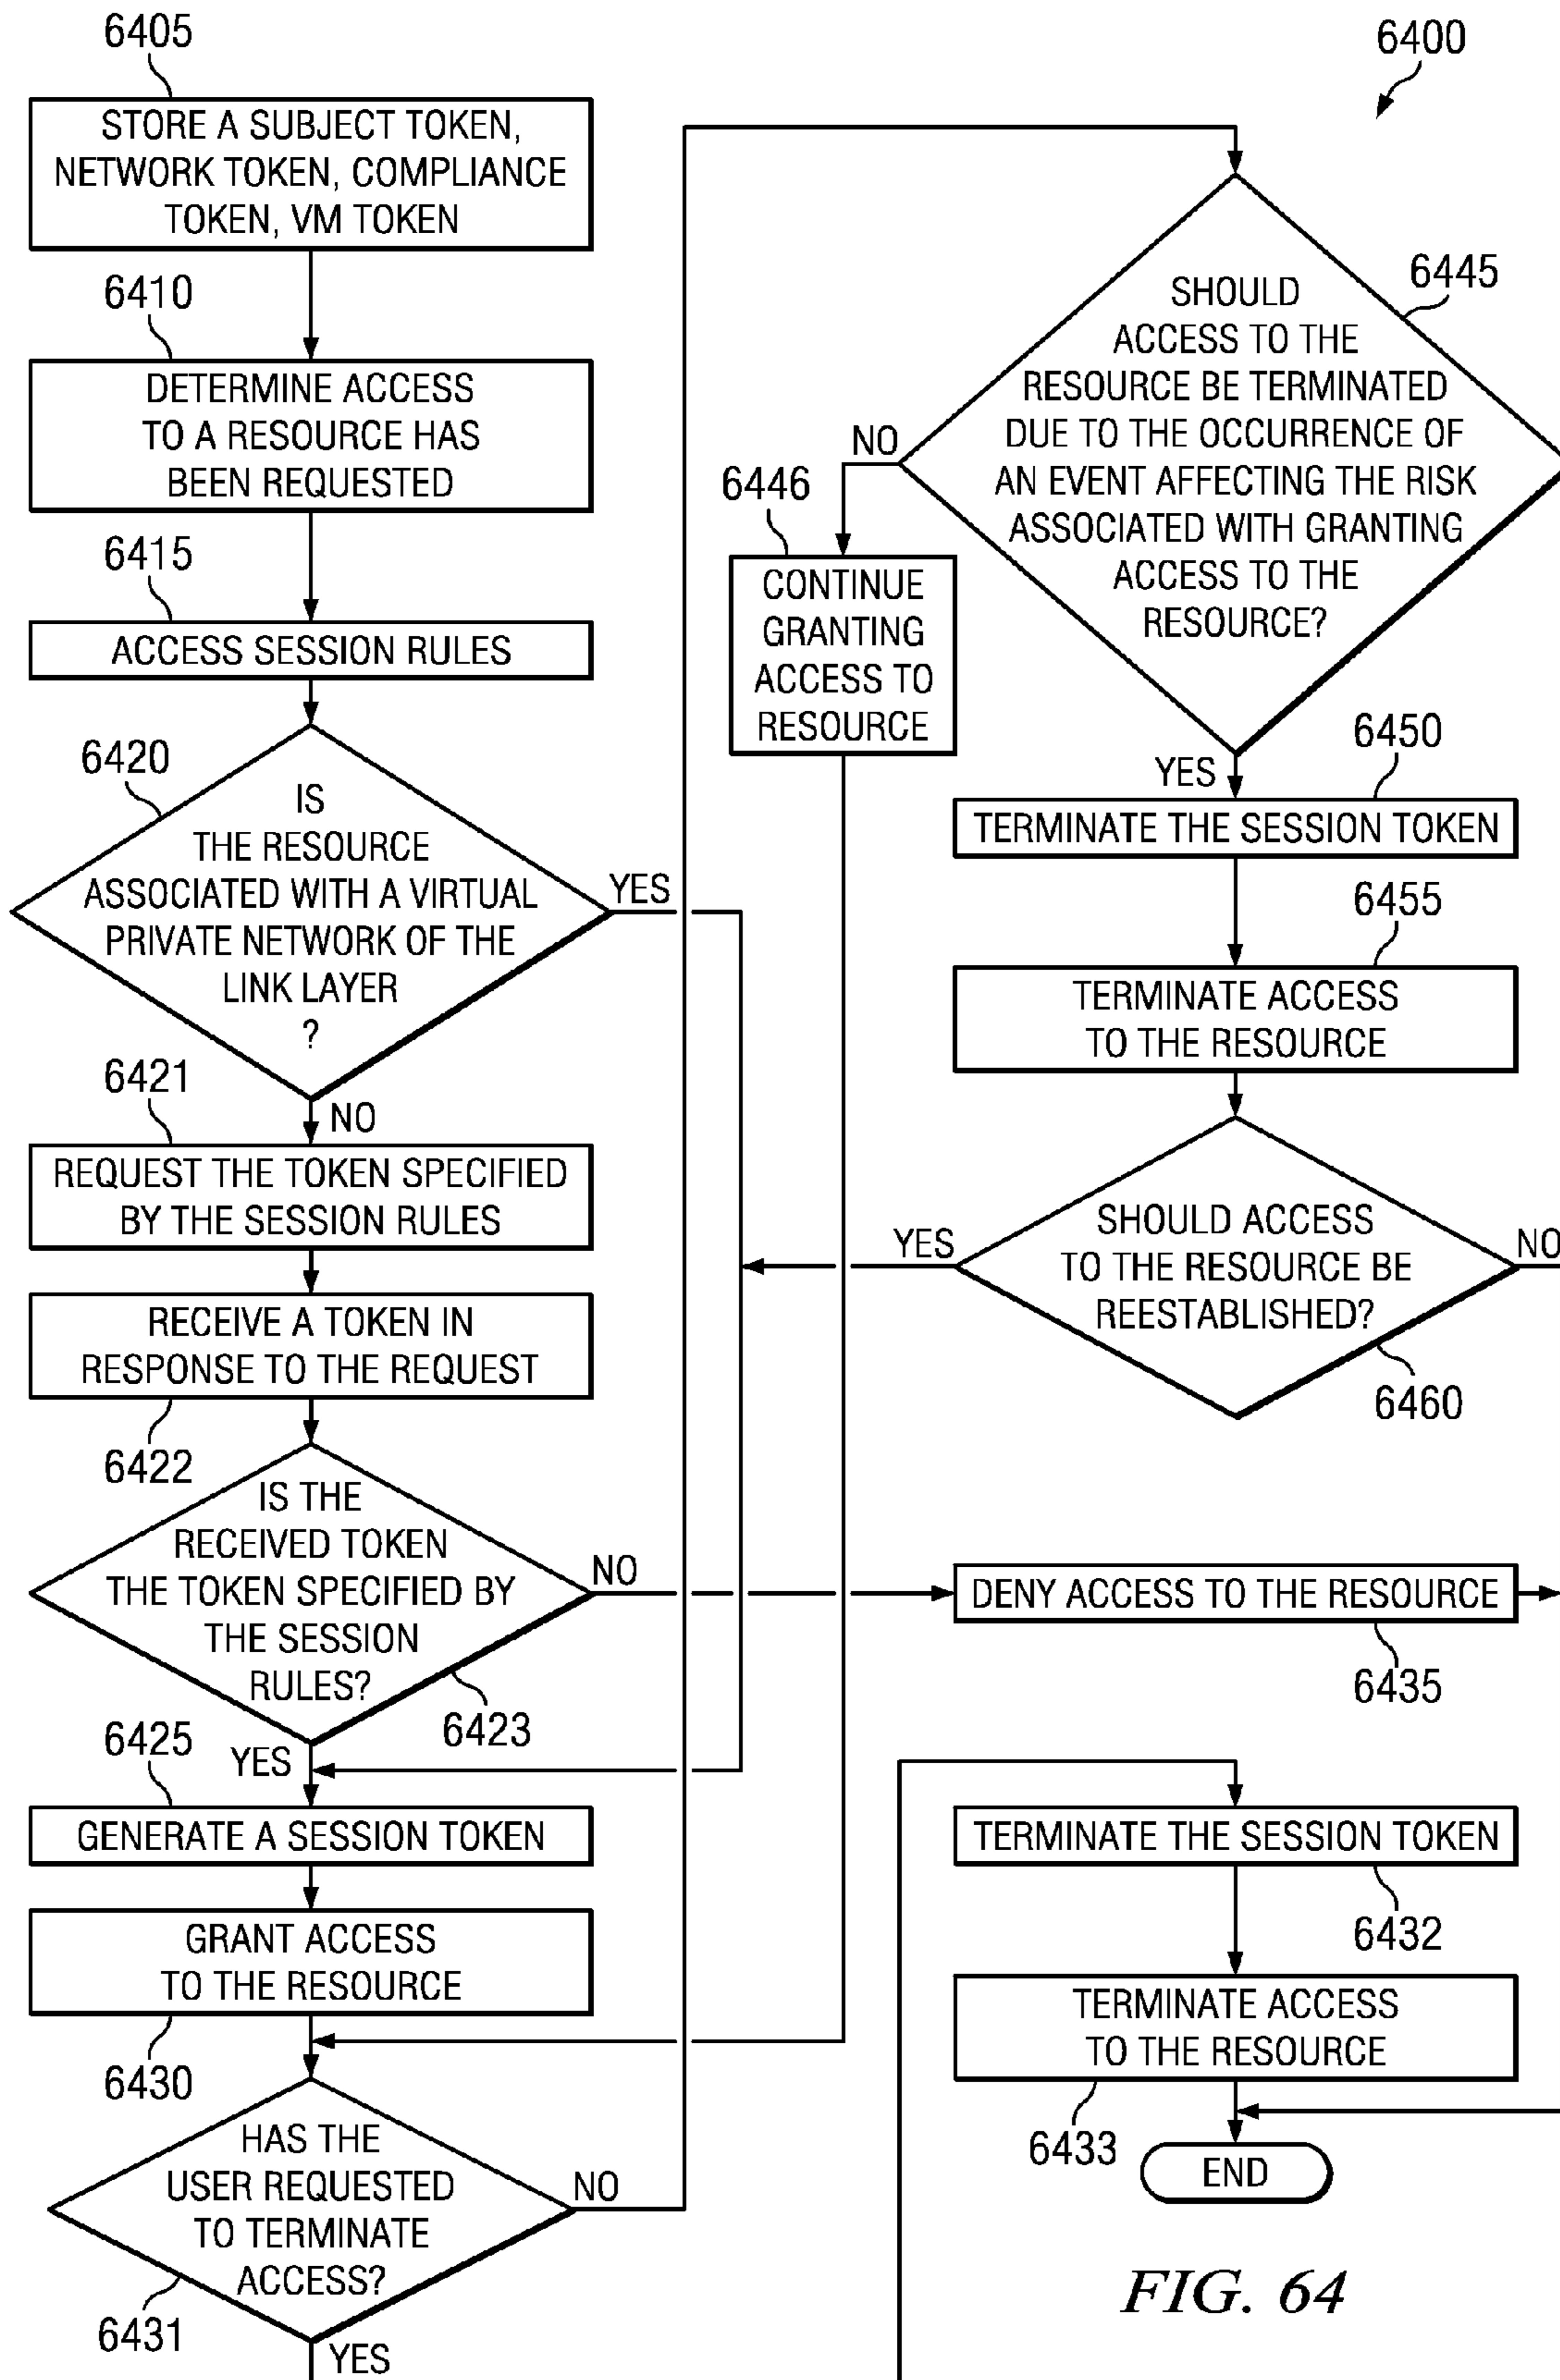 6405
STORE A SUBJECT TOKEN,
NETWORK TOKEN, COMPLIANCE
TOKEN, VM TOKEN
6410
DETERMINE ACCESS
TO A RESOURCE HAS
BEEN REQUESTED
6415
ACCESS SESSION RULES
6420
IS
THE RESOURCE
ASSOCIATED WITH A VIRTUAL
PRIVATE NETWORK OF THE
LINK LAYER
?
YES
NO
6421
REQUEST THE TOKEN SPECIFIED
BY THE SESSION RULES
RECEIVE A TOKEN IN
RESPONSE TO THE REQUEST
6422
IS THE
RECEIVED TOKEN
THE TOKEN SPECIFIED BY
THE SESSION
RULES?
NO
6423
YES
6425
GENERATE A SESSION TOKEN
GRANT ACCESS
TO THE RESOURCE
6430
HAS THE
USER REQUESTED
TO TERMINATE
ACCESS?
NO
6431
YES
6400
6445
SHOULD
ACCESS TO THE
RESOURCE BE TERMINATED
DUE TO THE OCCURRENCE OF
AN EVENT AFFECTING THE RISK
ASSOCIATED WITH GRANTING
ACCESS TO THE
RESOURCE?
NO
6446
CONTINUE
GRANTING
ACCESS TO
RESOURCE
YES
6450
TERMINATE THE SESSION TOKEN
6455
TERMINATE ACCESS
TO THE RESOURCE
SHOULD ACCESS
TO THE RESOURCE BE
REESTABLISHED?
YES
NO
6460
DENY ACCESS TO THE RESOURCE
6435
TERMINATE THE SESSION TOKEN
6432
TERMINATE ACCESS
TO THE RESOURCE
6433
END
FIG. 64